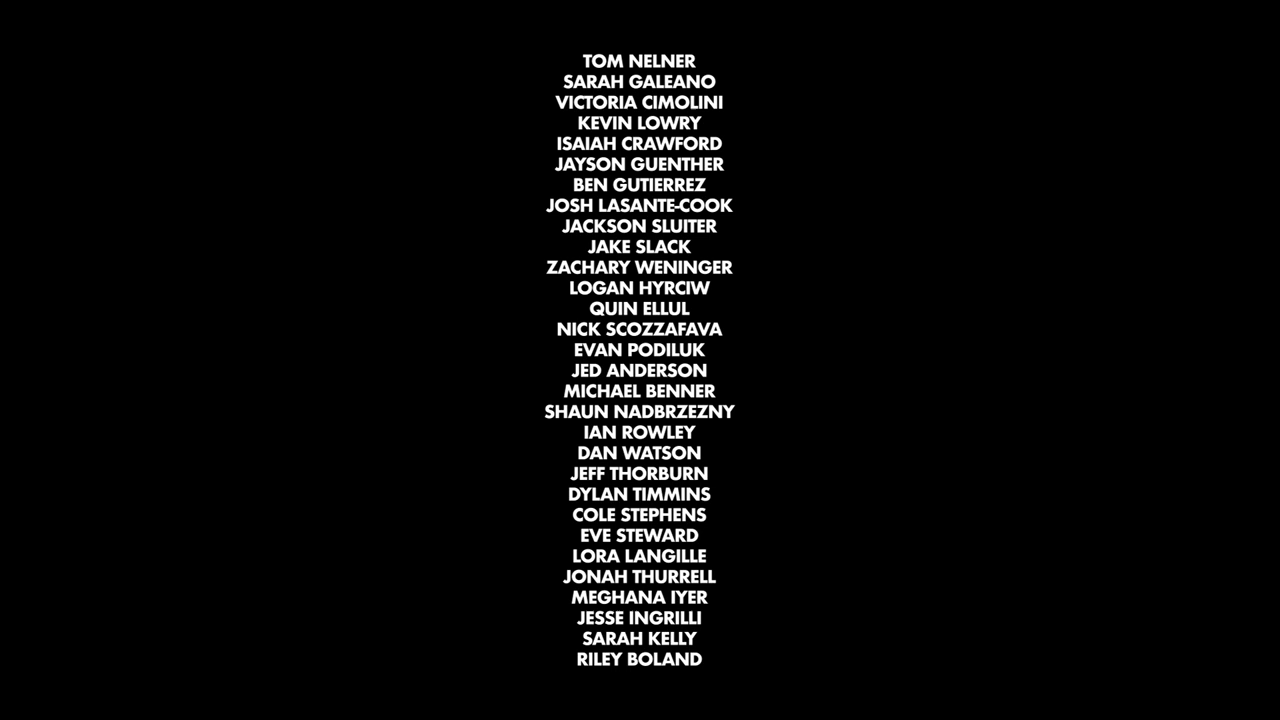 TOM NELNER
SARAH GALEANO
VICTORIA CIMOLINI
KEVIN LOWRY
ISAIAH CRAWFORD
JAYSON GUENTHER
BEN GUTIERREZ
JOSH LASANTE-COOK
JACKSON SLUITER
JAKE SLACK
ZACHARY WENINGER
LOGAN HYRCIW
QUIN ELLUL
NICK SCOZZAFAVA
EVAN PODILUK
JED ANDERSON
MICHAEL BENNER
SHAUN NADBRZEZNY
IAN ROWLEY
DAN WATSON
JEFF THORBURN
DYLAN TIMMINS
COLE STEPHENS
EVE STEWARD
LORA LANGILLE
JONAH THURRELL
MEGHANA IYER
JESSE INGRILLI
SARAH KELLY
RILEY BOLAND